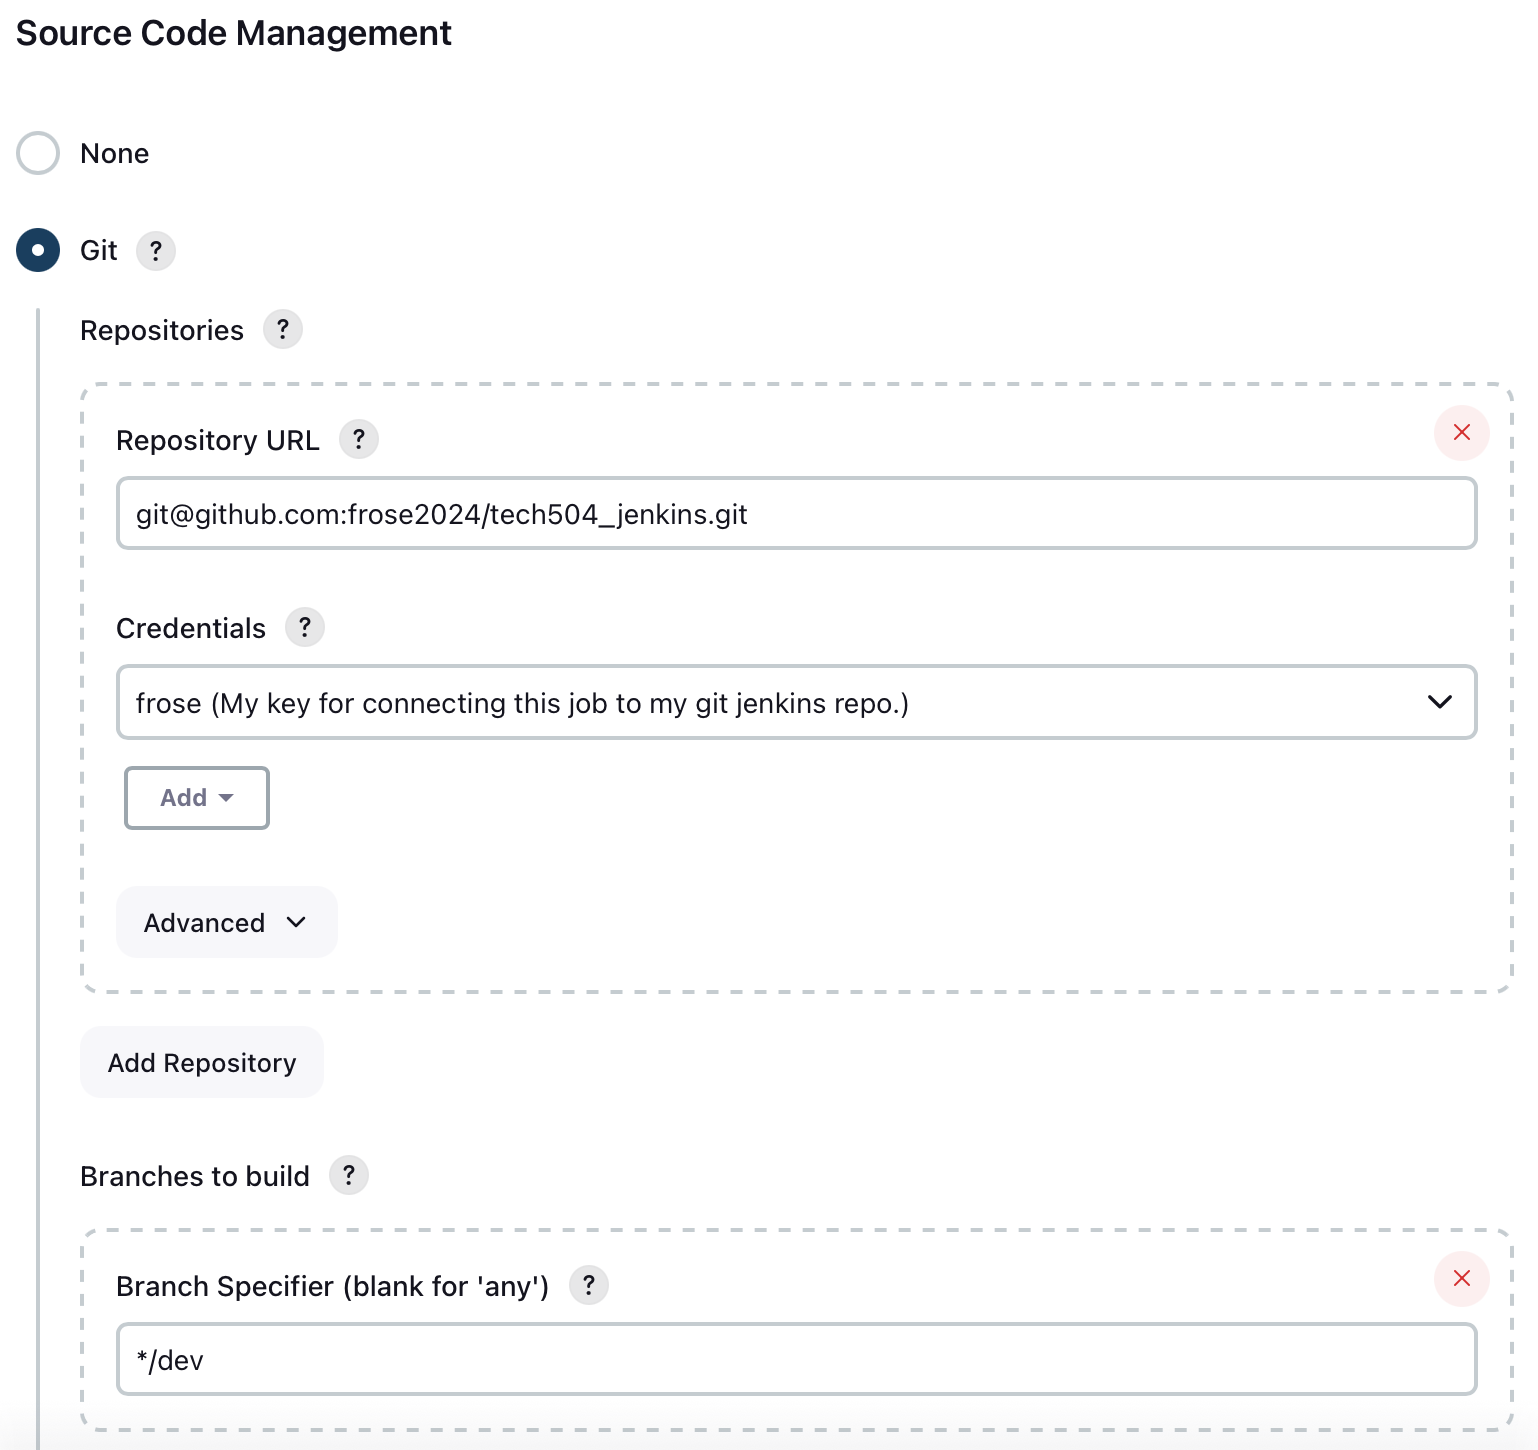 Source Code Management
None
Git ?
Repositories ?
Repository URL ?
git@github.com:frose2024/tech504_jenkins.git
Credentials ?
frose (My key for connecting this job to my git jenkins repo.)
Add
Advanced
Add Repository
Branches to build ?
Branch Specifier (blank for 'any') ?
*/dev